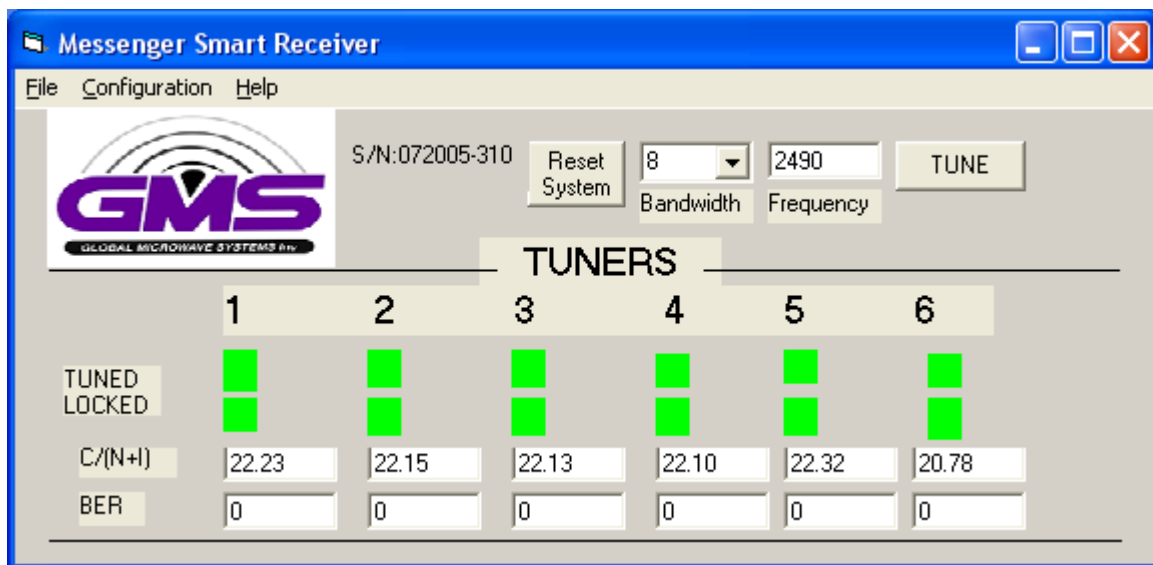 Messenger Smart Receiver
File Configuration Help
GMS
GLOBAL MICROWAVE SYSTEMS Inc
S/N:072005-310
Reset
System
8
2490
TUNE
Bandwidth
Frequency
TUNERS
1 2 3 4 5 6
TUNED
LOCKED
C/(N+I) 22.23 22.15 22.13 22.10 22.32 20.78
BER 0 0 0 0 0 0